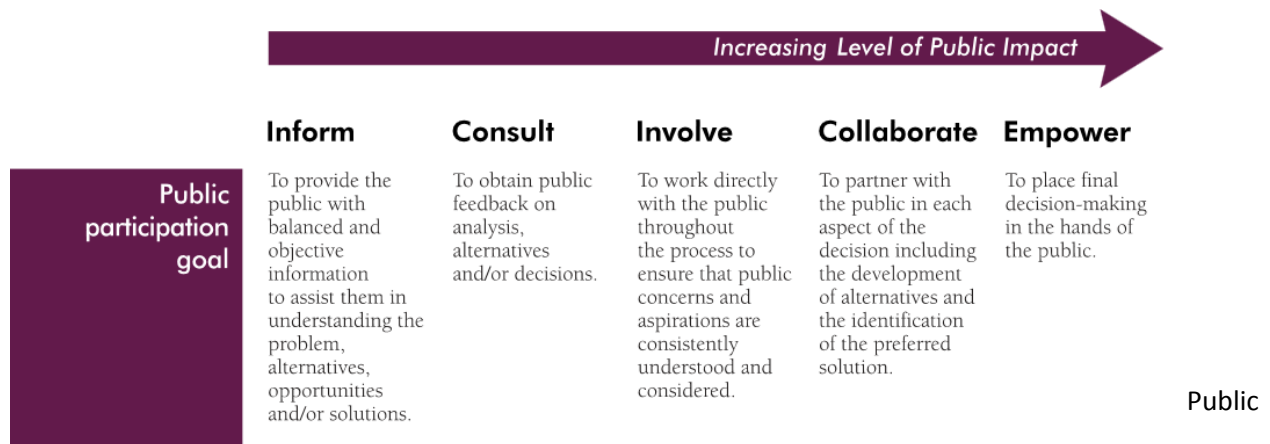 Increasing Level of Public Impact
Inform
Consult
Involve
Collaborate
Empower
Public
participation
goal
To provide the
public with
balanced and
objective
information
to assist them in
understanding the
problem,
alternatives,
opportunities
and/or solutions.
To obtain public
feedback on
analysis,
alternatives
and/or decisions.
To work directly
with the public
throughout
the process to
ensure that public
concerns and
aspirations are
consistently
understood and
considered.
To partner with
the public in each
aspect of the
decision including
the development
of alternatives and
the identification
of the preferred
solution.
To place final
decision-making
in the hands of
the public.
Public